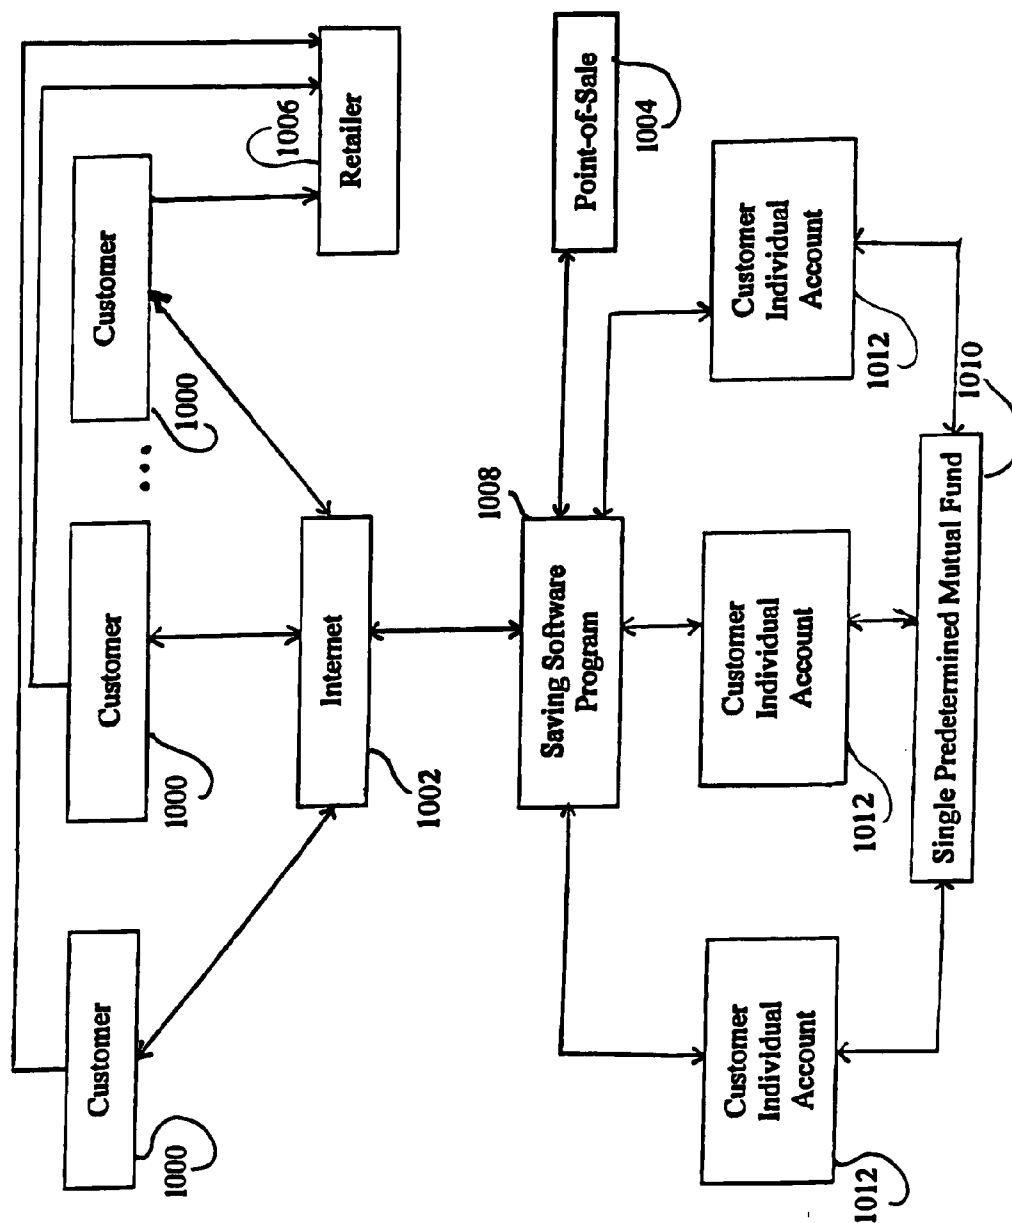 Customer
1000
Customer
1000
...
Customer
1000
1006
Retailer
Internet
1002
1008
Saving Software
Program
Point-of-Sale
1004
Customer
Individual
Account
1012
Customer
Individual
Account
1012
Customer
Individual
Account
1012
Single Predetermined Mutual Fund
1010